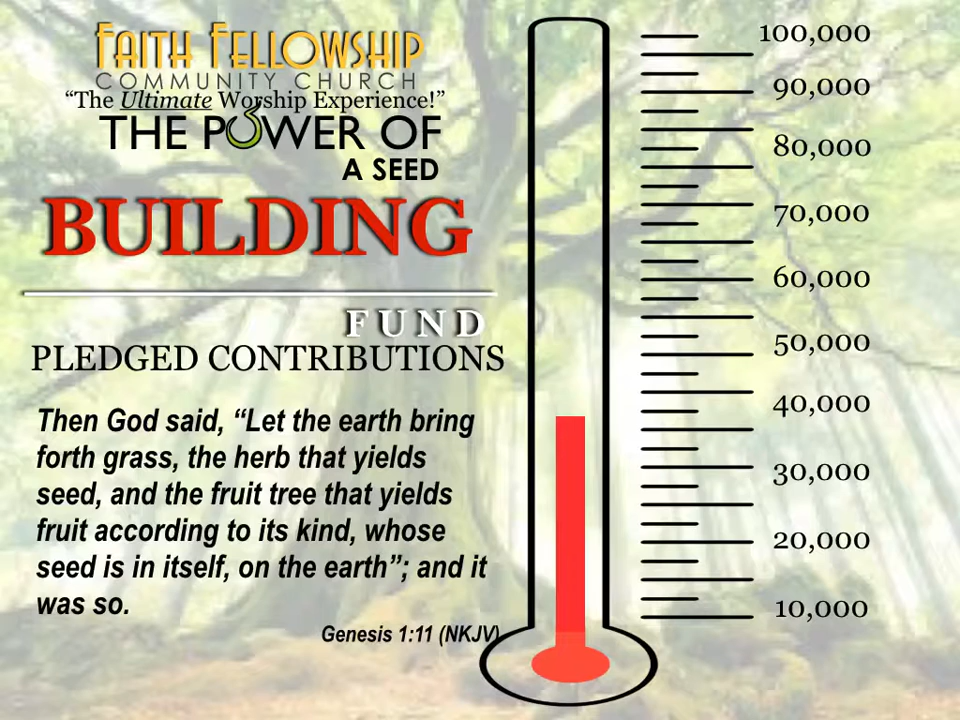 FAITH FELLOWSHIP
COMMUNITY CHURCH
“The Ultimate Worship Experience!”
THE POWER OF
A SEED
BUILDING
FUND
PLEDGED CONTRIBUTIONS
Then God said, “Let the earth bring
forth grass, the herb that yields
seed, and the fruit tree that yields
fruit according to its kind, whose
seed is in itself, on the earth”; and it
was so.
Genesis 1:11 (NKJV)
100,000
90,000
80,000
70,000
60,000
50,000
40,000
30,000
20,000
10,000